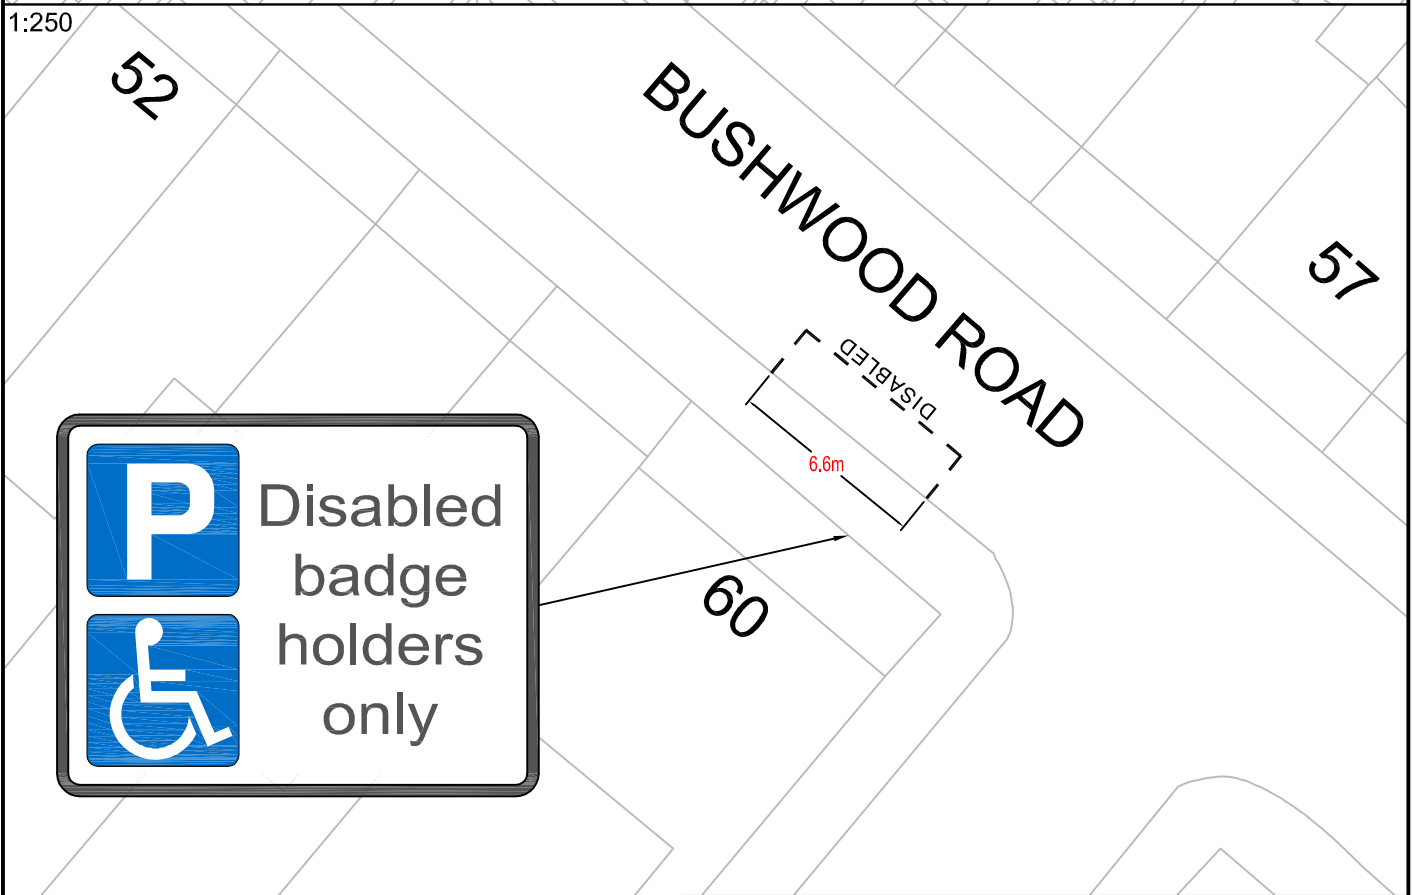 1:250
52
BUSHWOOD ROAD
57
DISABLED
6.6m
60
P
Disabled
badge
holders
only